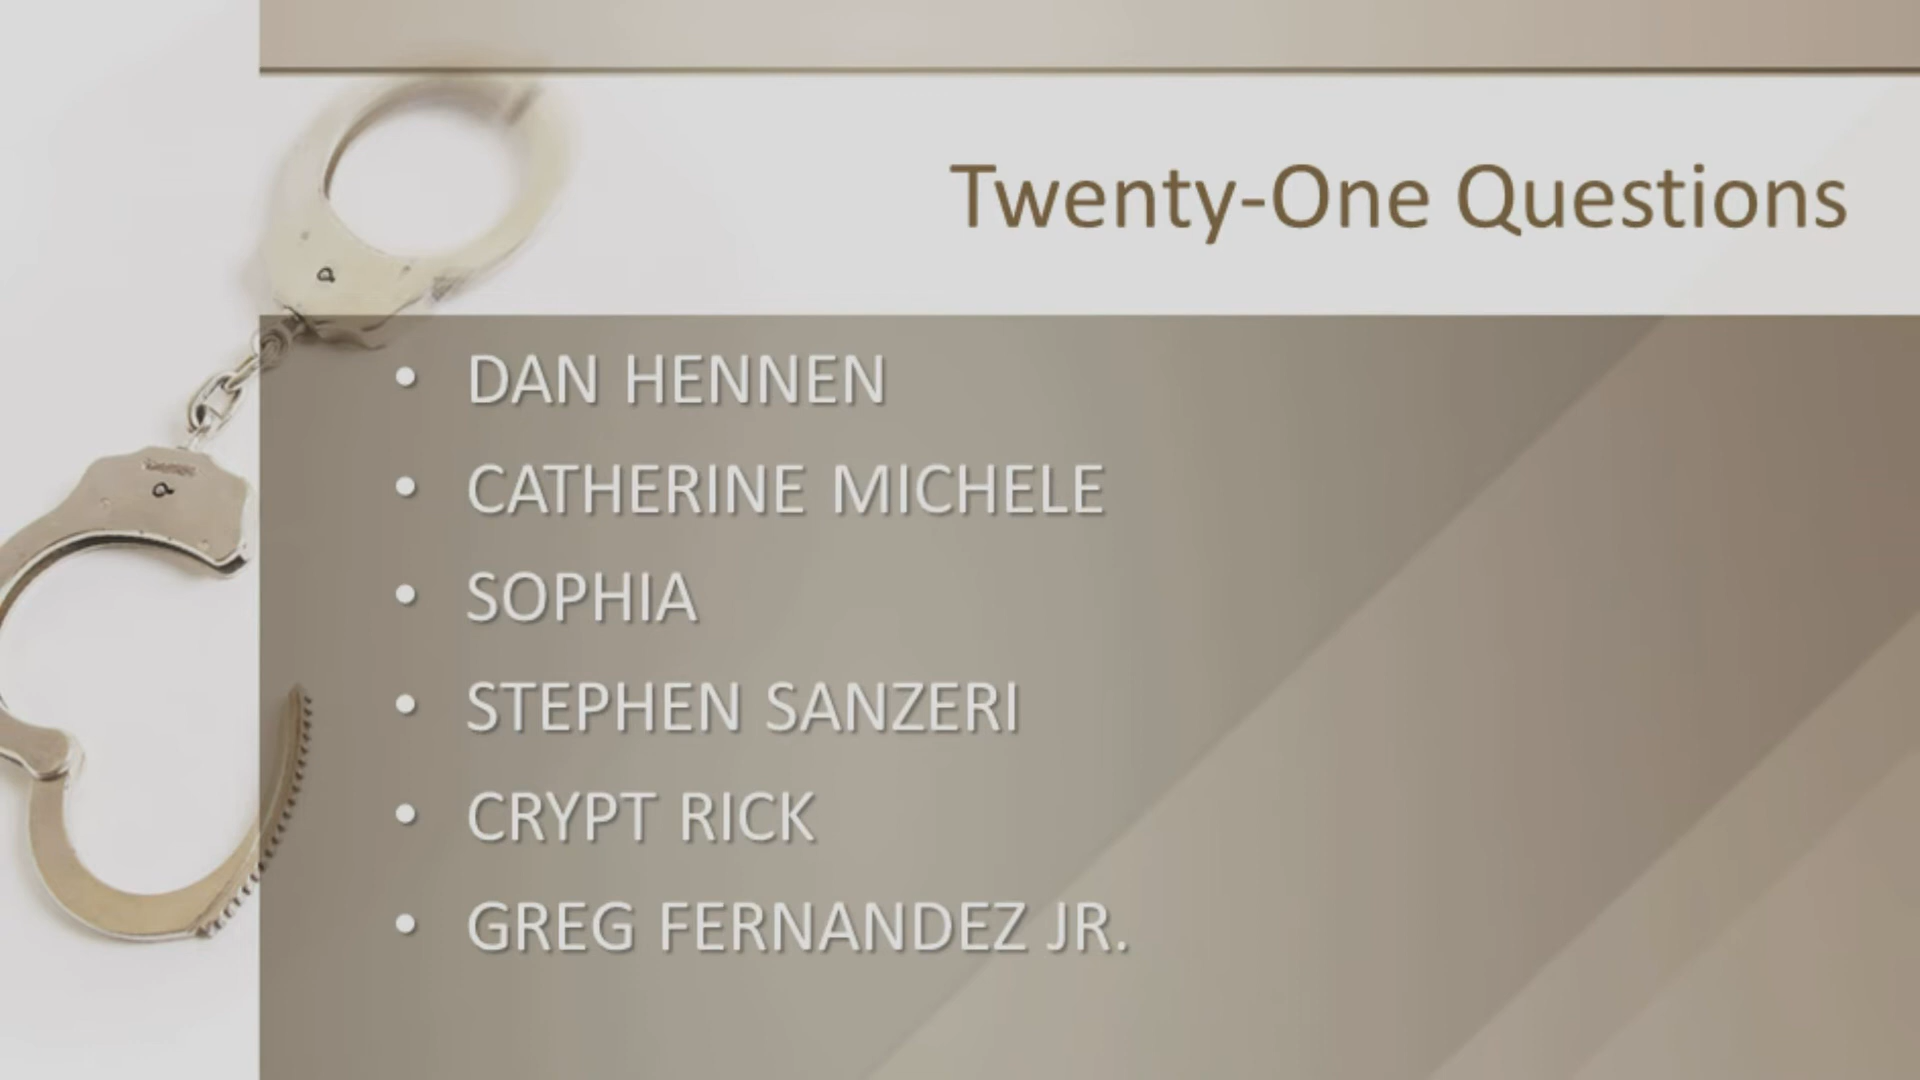 Twenty-One Questions
• DAN HENNEN
• CATHERINE MICHELE
• SOPHIA
• STEPHEN SANZERI
• CRYPT RICK
• GREG FERNANDEZ JR.